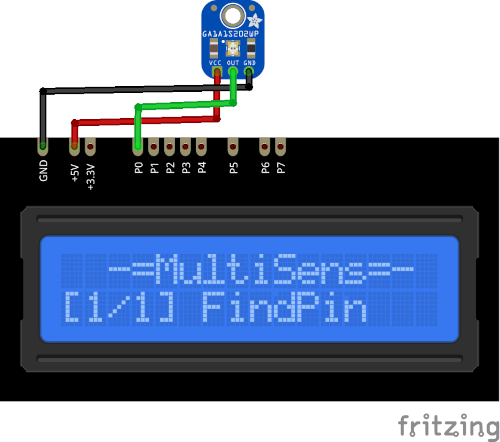 GA1A1S202WP
VCC OUT GND
GND +5V +3.3V P0 P1 P2 P3 P4 P5 P6 P7
-=MultiSens=-
[1/1] FindPin
fritzing